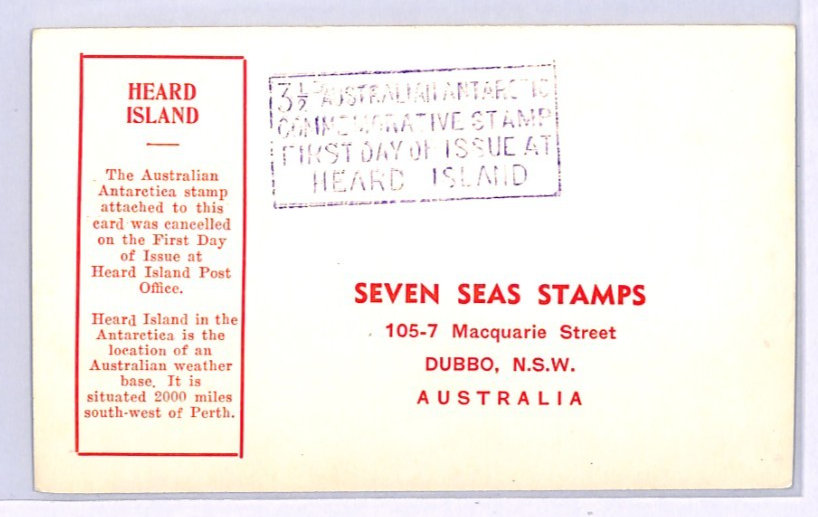 HEARD
ISLAND
The Australian
Antarctica stamp
attached to this
card was cancelled
on the First Day
of Issue at
Heard Island Post
Office.
Heard Island in the
Antarctica is the
location of an
Australian weather
base. It is
situated 2000 miles
south-west of Perth.
3½D AUSTRALIAN ANTARCTIC
COMMEMORATIVE STAMP
FIRST DAY OF ISSUE AT
HEARD ISLAND
SEVEN SEAS STAMPS
105-7 Macquarie Street
DUBBO, N.S.W.
AUSTRALIA